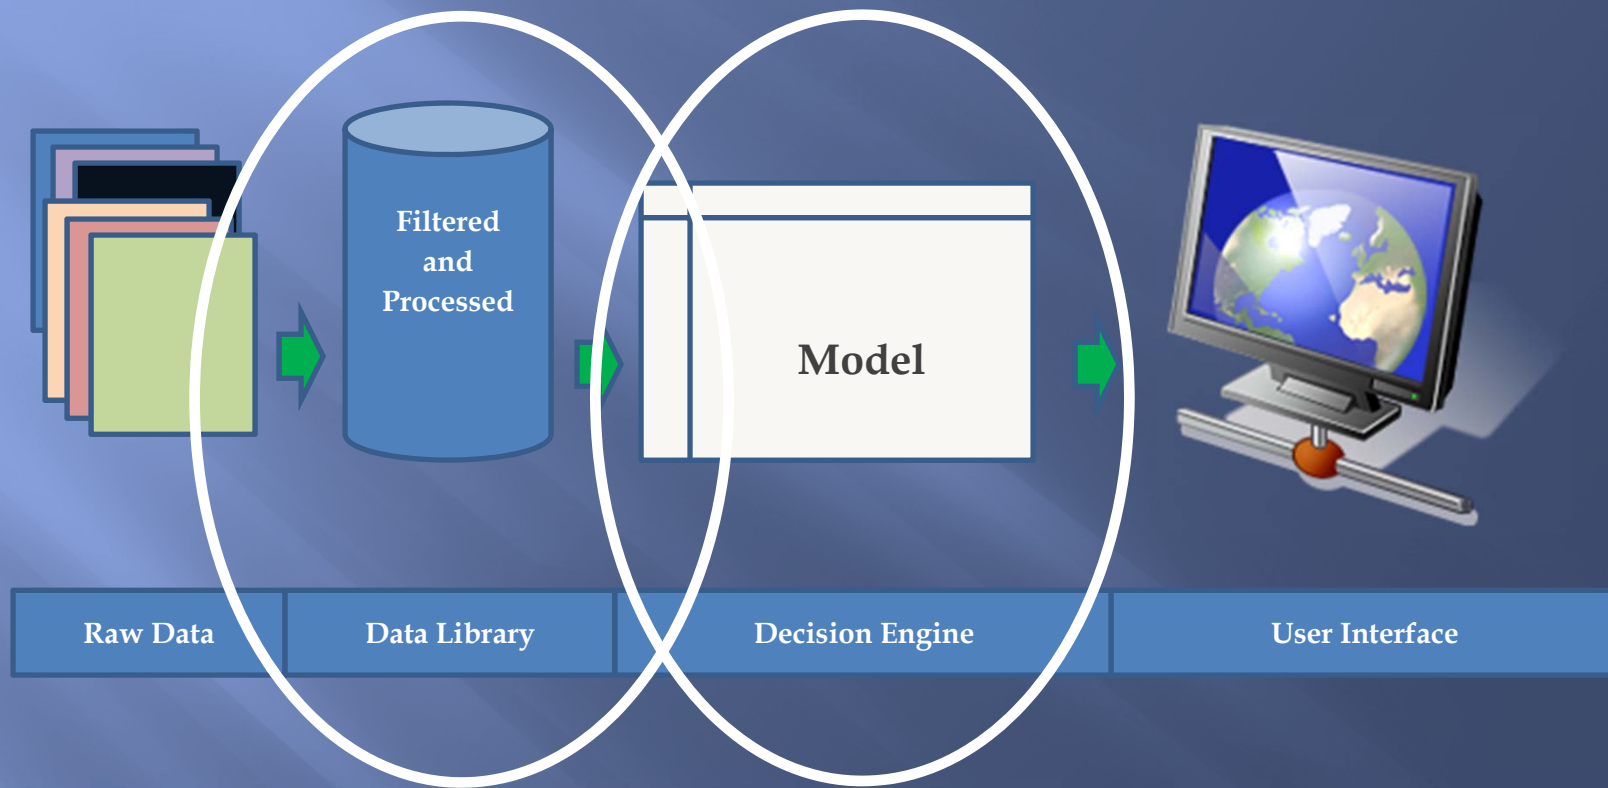 Filtered
and
Processed
Model
Raw Data
Data Library
Decision Engine
User Interface